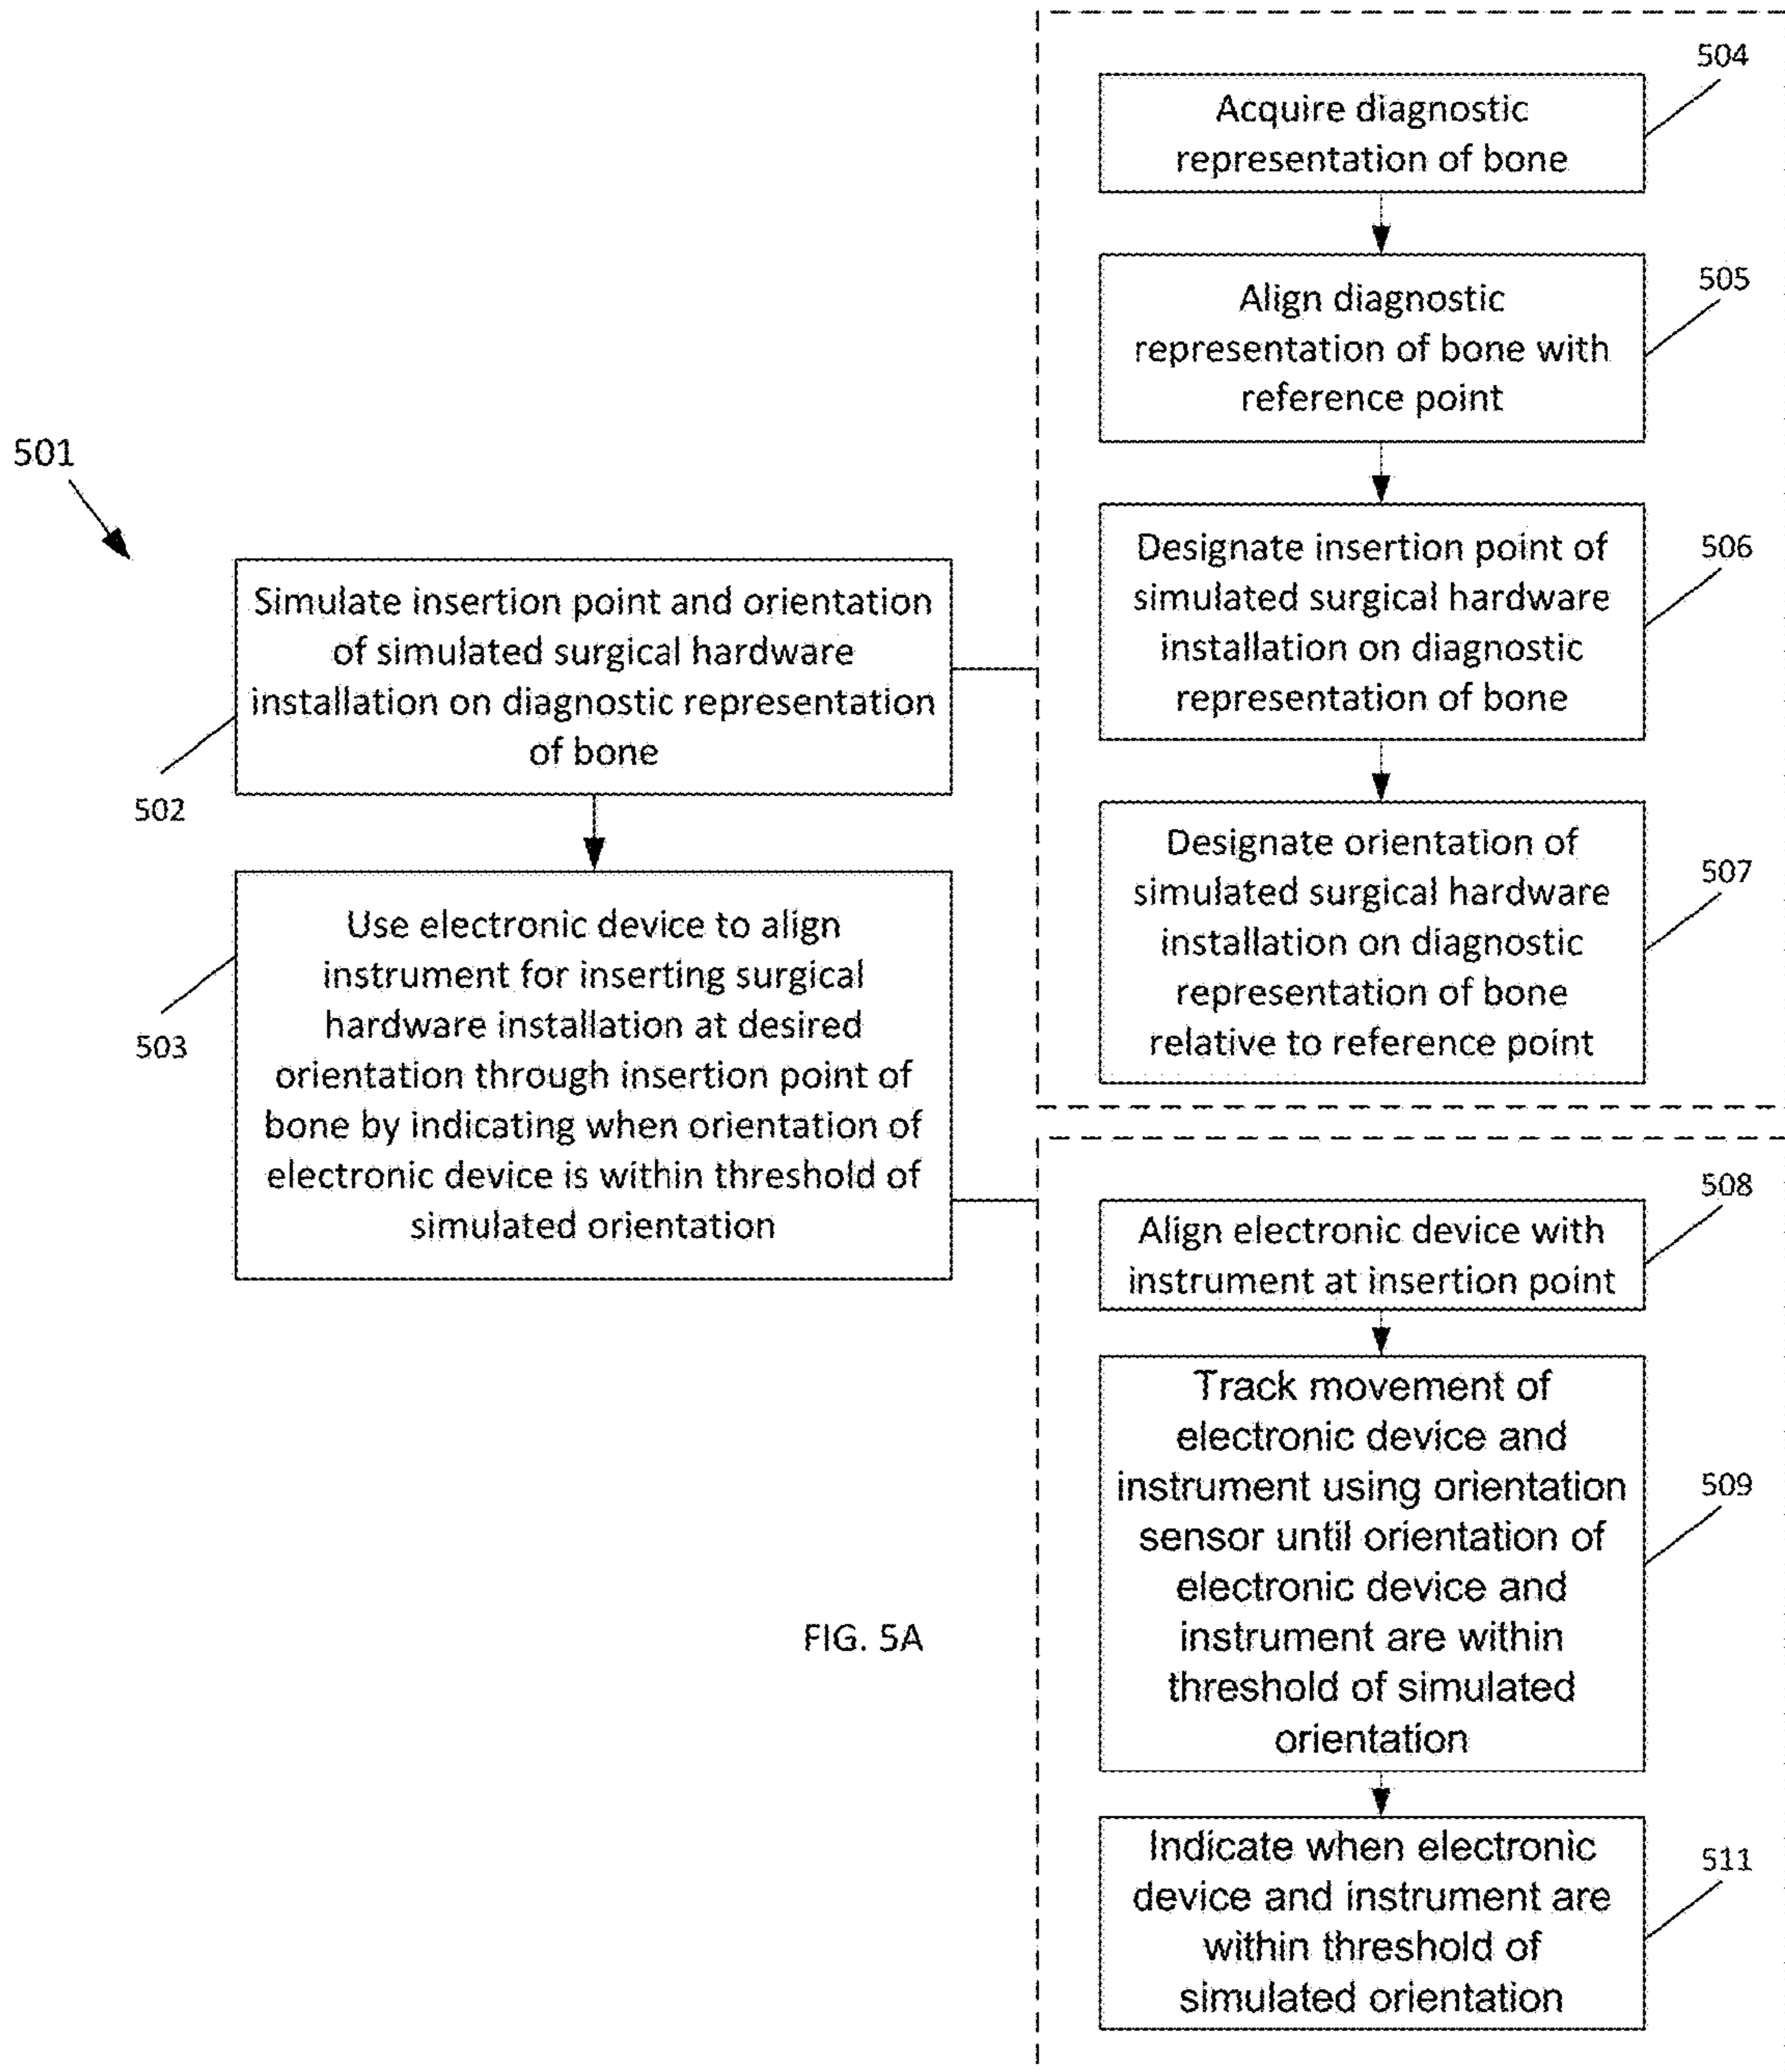 501
Simulate insertion point and orientation
of simulated surgical hardware
installation on diagnostic representation
of bone
502
Use electronic device to align
instrument for inserting surgical
hardware installation at desired
orientation through insertion point of
bone by indicating when orientation of
electronic device is within threshold of
simulated orientation
503
504
Acquire diagnostic
representation of bone
505
Align diagnostic
representation of bone with
reference point
506
Designate insertion point of
simulated surgical hardware
installation on diagnostic
representation of bone
507
Designate orientation of
simulated surgical hardware
installation on diagnostic
representation of bone
relative to reference point
508
Align electronic device with
instrument at insertion point
509
Track movement of
electronic device and
instrument using orientation
sensor until orientation of
electronic device and
instrument are within
threshold of simulated
orientation
511
Indicate when electronic
device and instrument are
within threshold of
simulated orientation
FIG. 5A